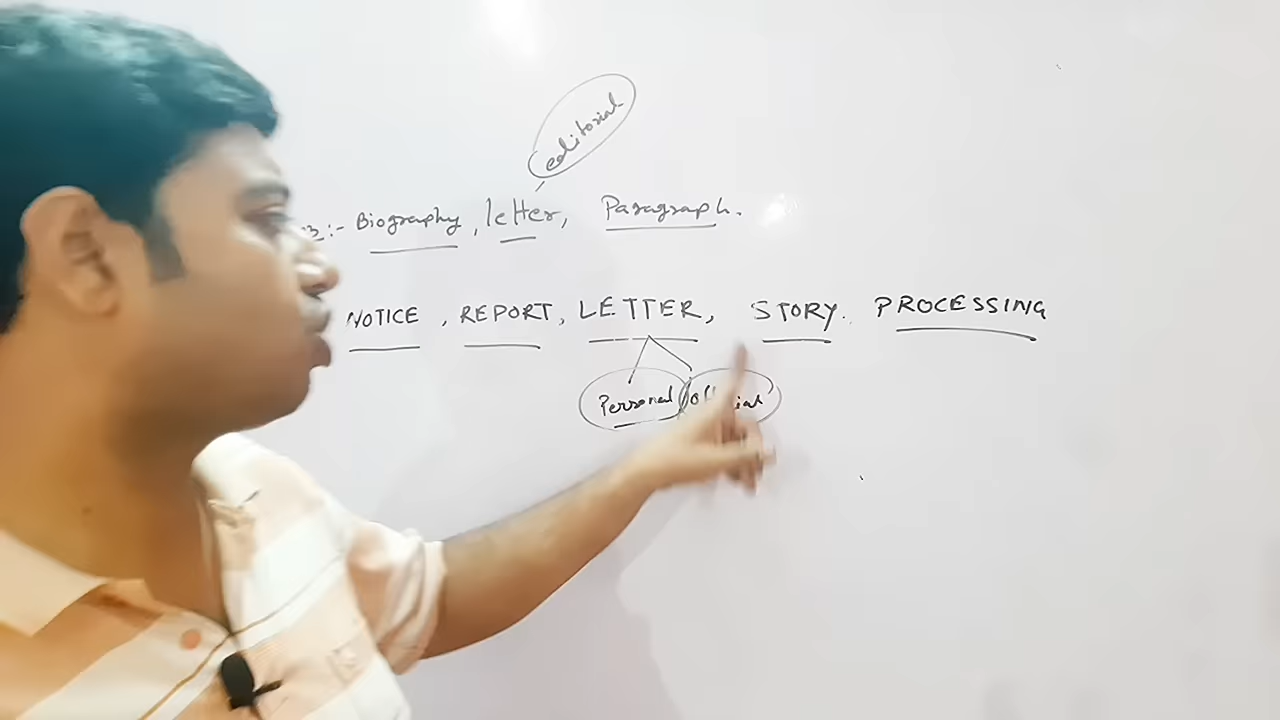 editorial
:- Biography, letter, Paragraph.
NOTICE, REPORT, LETTER, STORY. PROCESSING
Personal